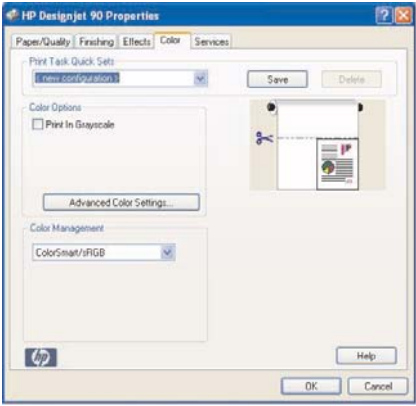 HP Designjet 90 Properties
Paper/Quality Finishing Effects Color Services
Print Task Quick Sets
( new configuration )
Save Delete
Color Options
Print In Grayscale
Advanced Color Settings...
Color Management
ColorSmart/sRGB
hp
Help
OK Cancel